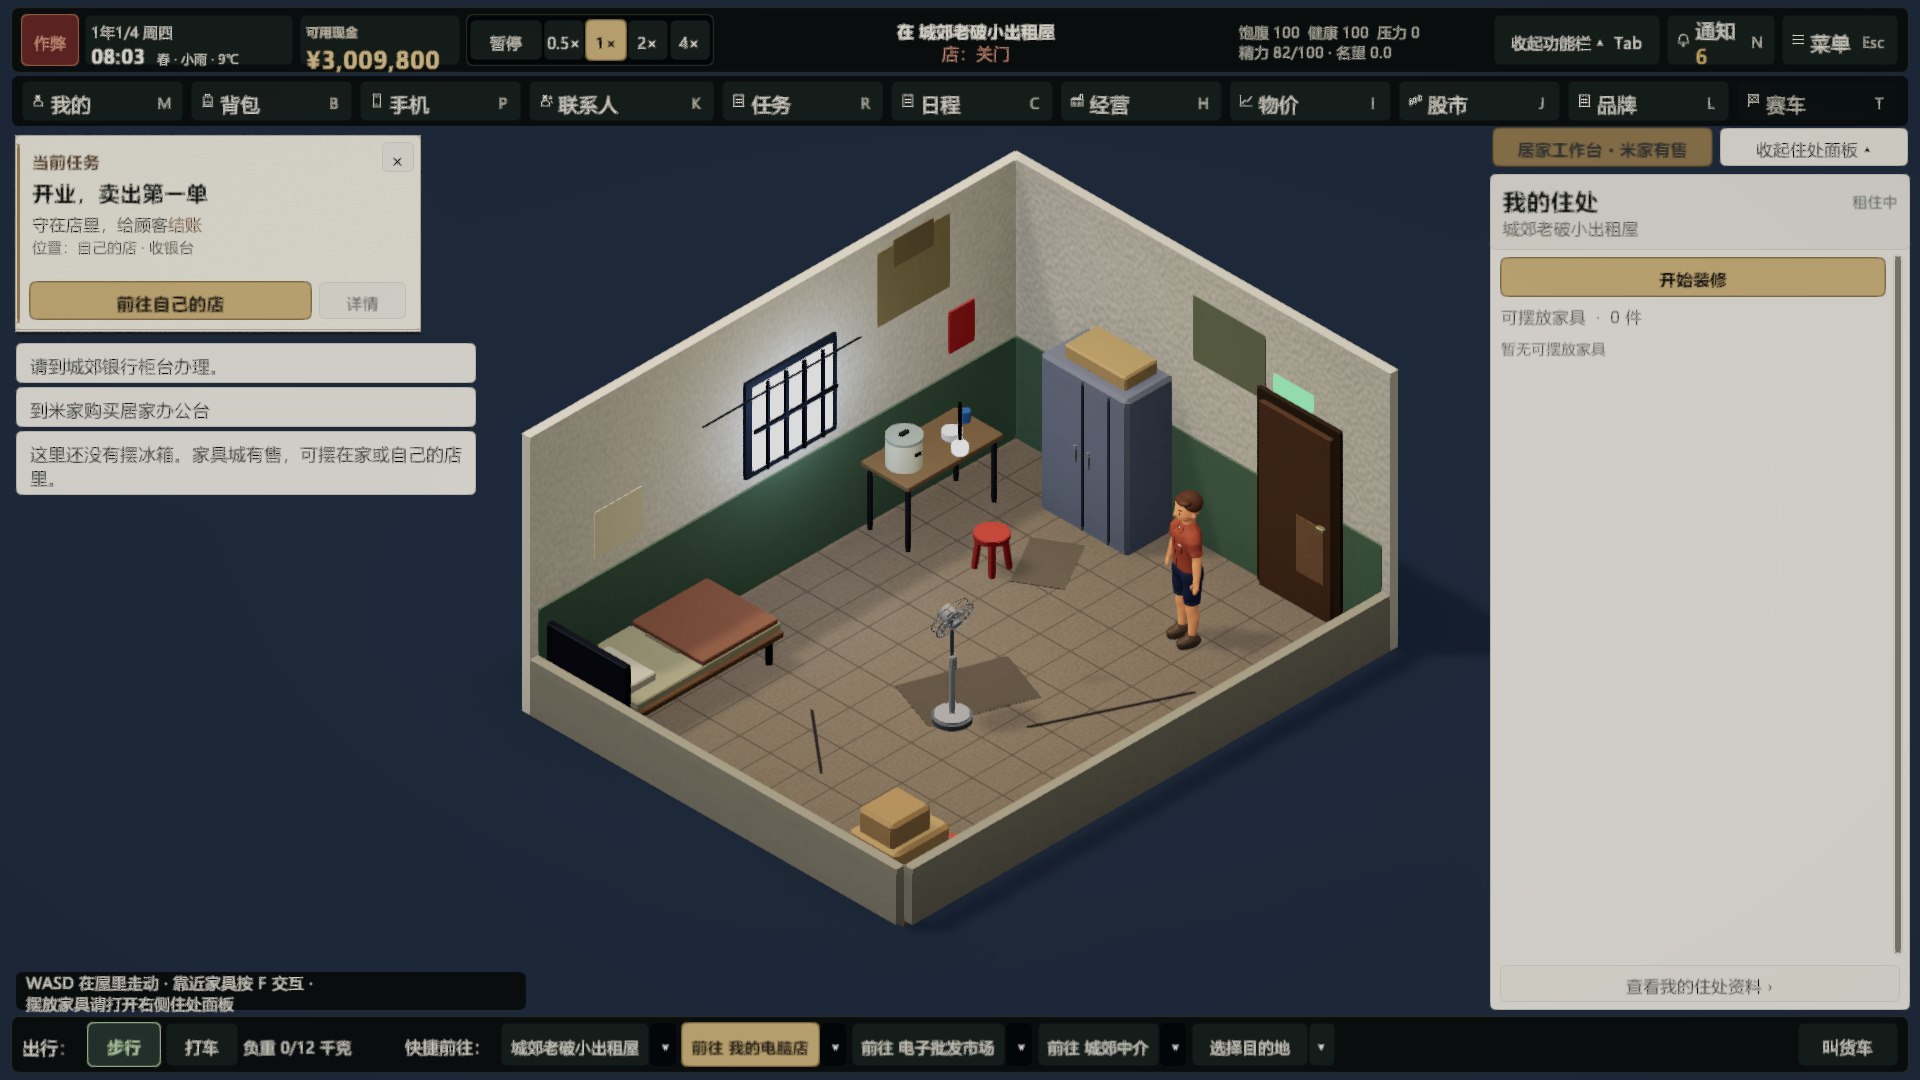 作弊
1年1/4 周四
08:03 春·小雨·9℃
可用现金
¥3,009,800
暂停 0.5× 1× 2× 4×
在 城郊老破小出租屋
店：关门
饱腹 100 健康 100 压力 0
精力 82/100·名望 0.0
收起功能栏 Tab
通知 6 N
菜单 Esc
我的 M
背包 B
手机 P
联系人 K
任务 R
日程 C
经营 H
物价 I
股市 J
品牌 L
赛车 T
当前任务
×
开业，卖出第一单
守在店里，给顾客结账
位置：自己的店·收银台
前往自己的店
详情
请到城郊银行柜台办理。
到米家购买居家办公台
这里还没有摆冰箱。家具城有售，可摆在家或自己的店里。
居家工作台·米家有售
收起住处面板
我的住处
租住中
城郊老破小出租屋
开始装修
可摆放家具 · 0 件
暂无可摆放家具
查看我的住处资料 ›
WASD 在屋里走动·靠近家具按 F 交互·
摆放家具请打开右侧住处面板
出行：
步行
打车
负重 0/12 千克
快捷前往：
城郊老破小出租屋
前往 我的电脑店
前往 电子批发市场
前往 城郊中介
选择目的地
叫货车